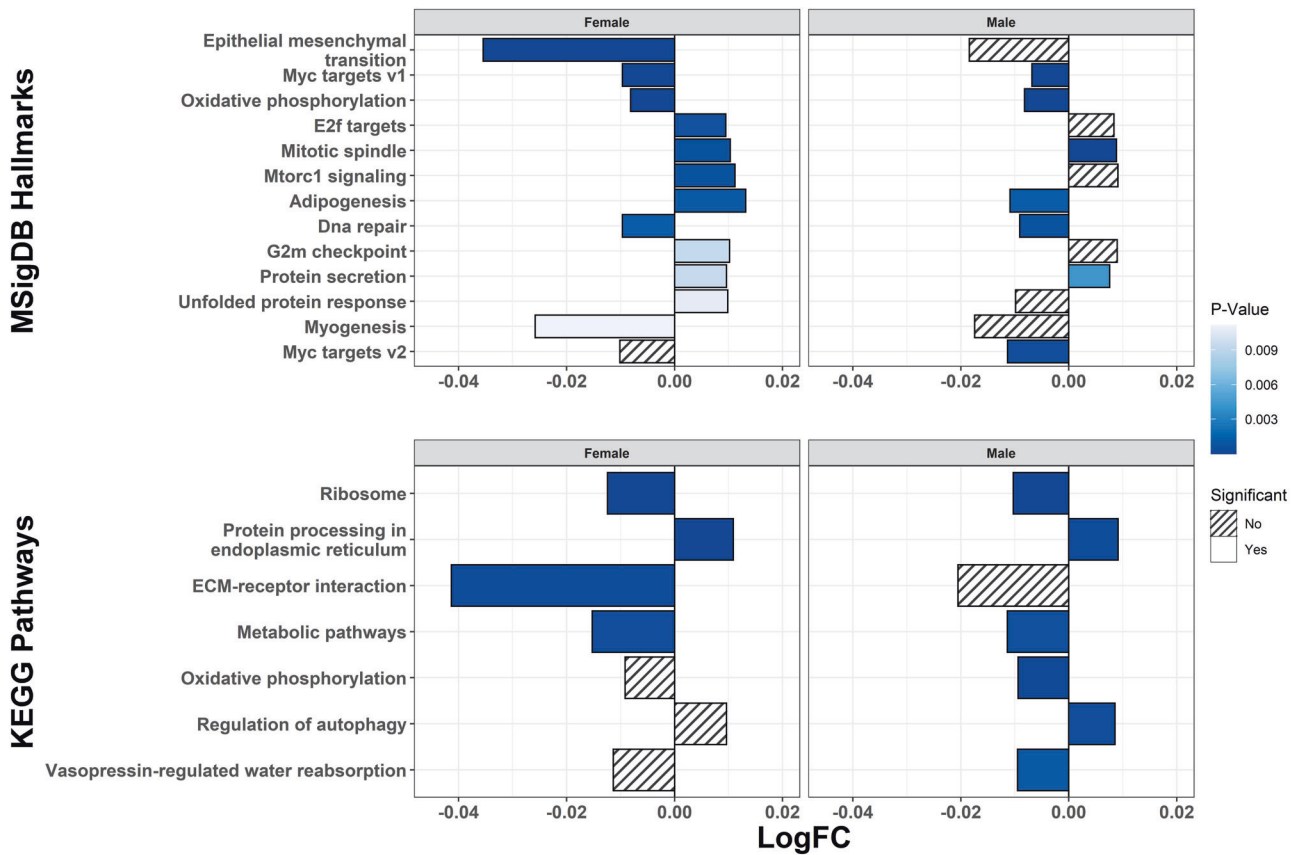 MSigDB Hallmarks
Female
Male
Epithelial mesenchymal
transition
Myc targets v1
Oxidative phosphorylation
E2f targets
Mitotic spindle
Mtorc1 signaling
Adipogenesis
Dna repair
G2m checkpoint
Protein secretion
Unfolded protein response
Myogenesis
Myc targets v2
-0.04 -0.02 0.00 0.02
-0.04 -0.02 0.00 0.02
P-Value
0.009
0.006
0.003
Significant
No
Yes
KEGG Pathways
Female
Male
Ribosome
Protein processing in
endoplasmic reticulum
ECM-receptor interaction
Metabolic pathways
Oxidative phosphorylation
Regulation of autophagy
Vasopressin-regulated water reabsorption
-0.04 -0.02 0.00 0.02
-0.04 -0.02 0.00 0.02
LogFC